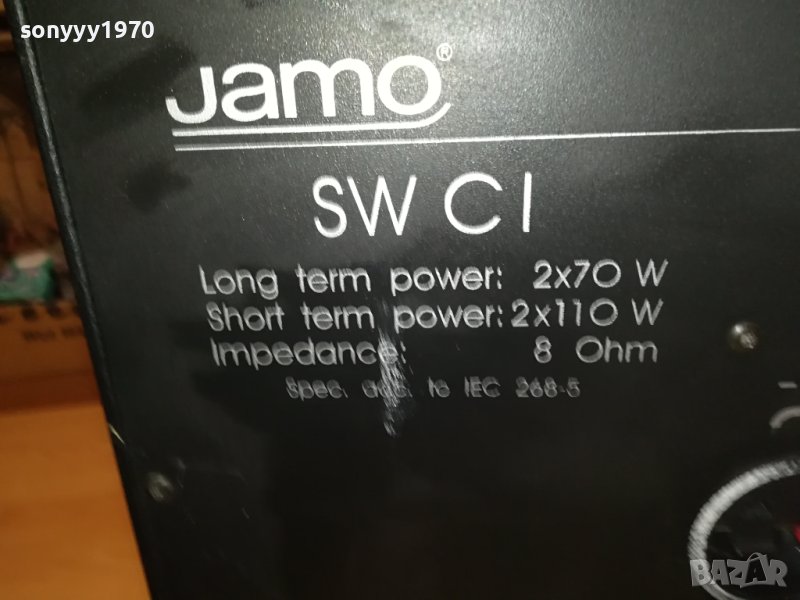 sonyyy1970
Jamo®
SW C1
Long term power: 2x70 W
Short term power: 2x110 W
Impedance: 8 Ohm
Spec. acc. to IEC 268-5
BAZAR